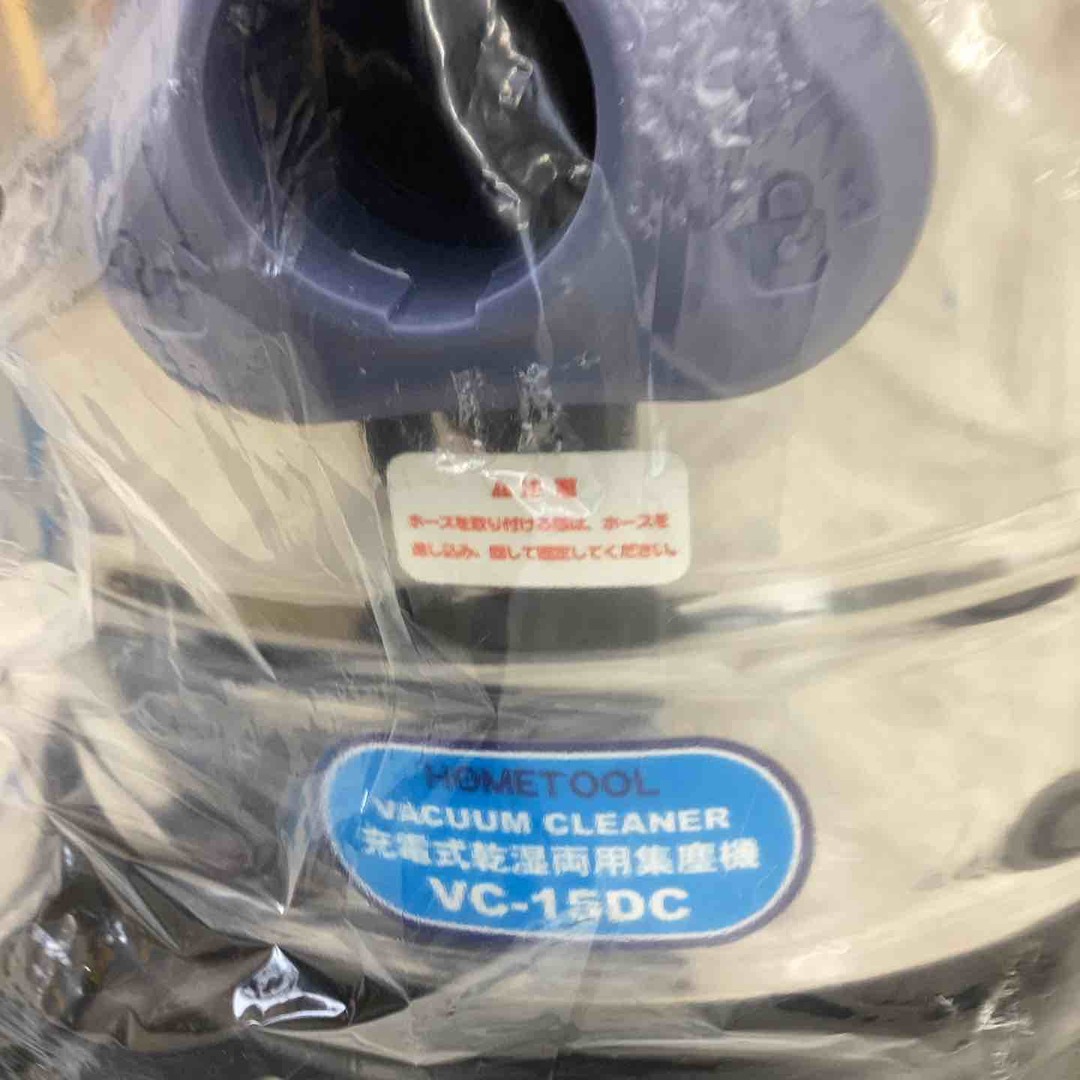 ⚠注意
ホースを取り付ける際は、ホースを
差し込み、回して固定してください。
HOMETOOL
VACUUM CLEANER
充電式乾湿両用集塵機
VC-15DC